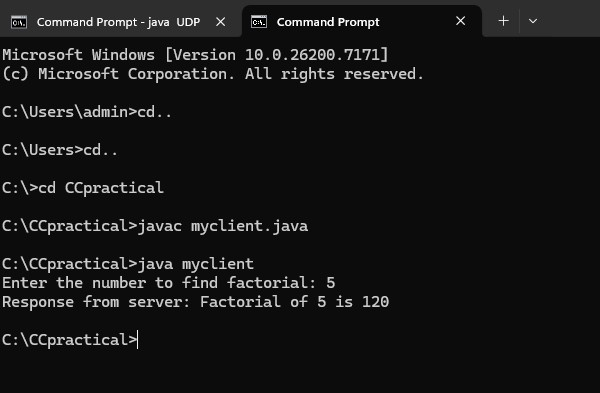 Command Prompt - java  UDP
Command Prompt
Microsoft Windows [Version 10.0.26200.7171]
(c) Microsoft Corporation. All rights reserved.
C:\Users\admin>cd..
C:\Users>cd..
C:\>cd CCpractical
C:\CCpractical>javac myclient.java
C:\CCpractical>java myclient
Enter the number to find factorial: 5
Response from server: Factorial of 5 is 120
C:\CCpractical>